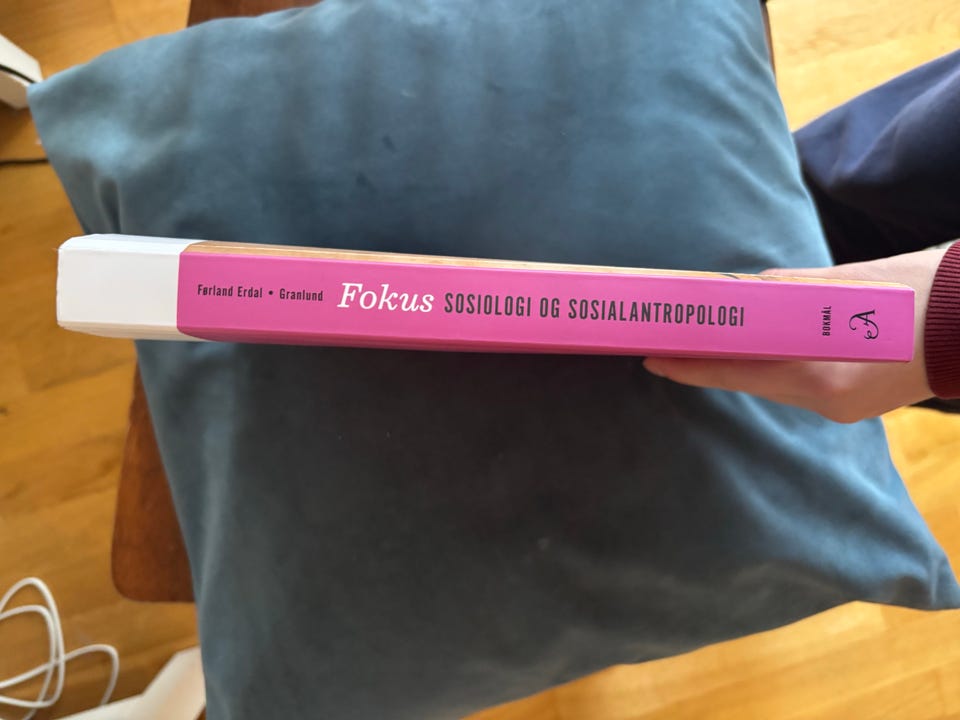 Førland Erdal • Granlund Fokus SOSIOLOGI OG SOSIALANTROPOLOGI
BOKMÅL
A